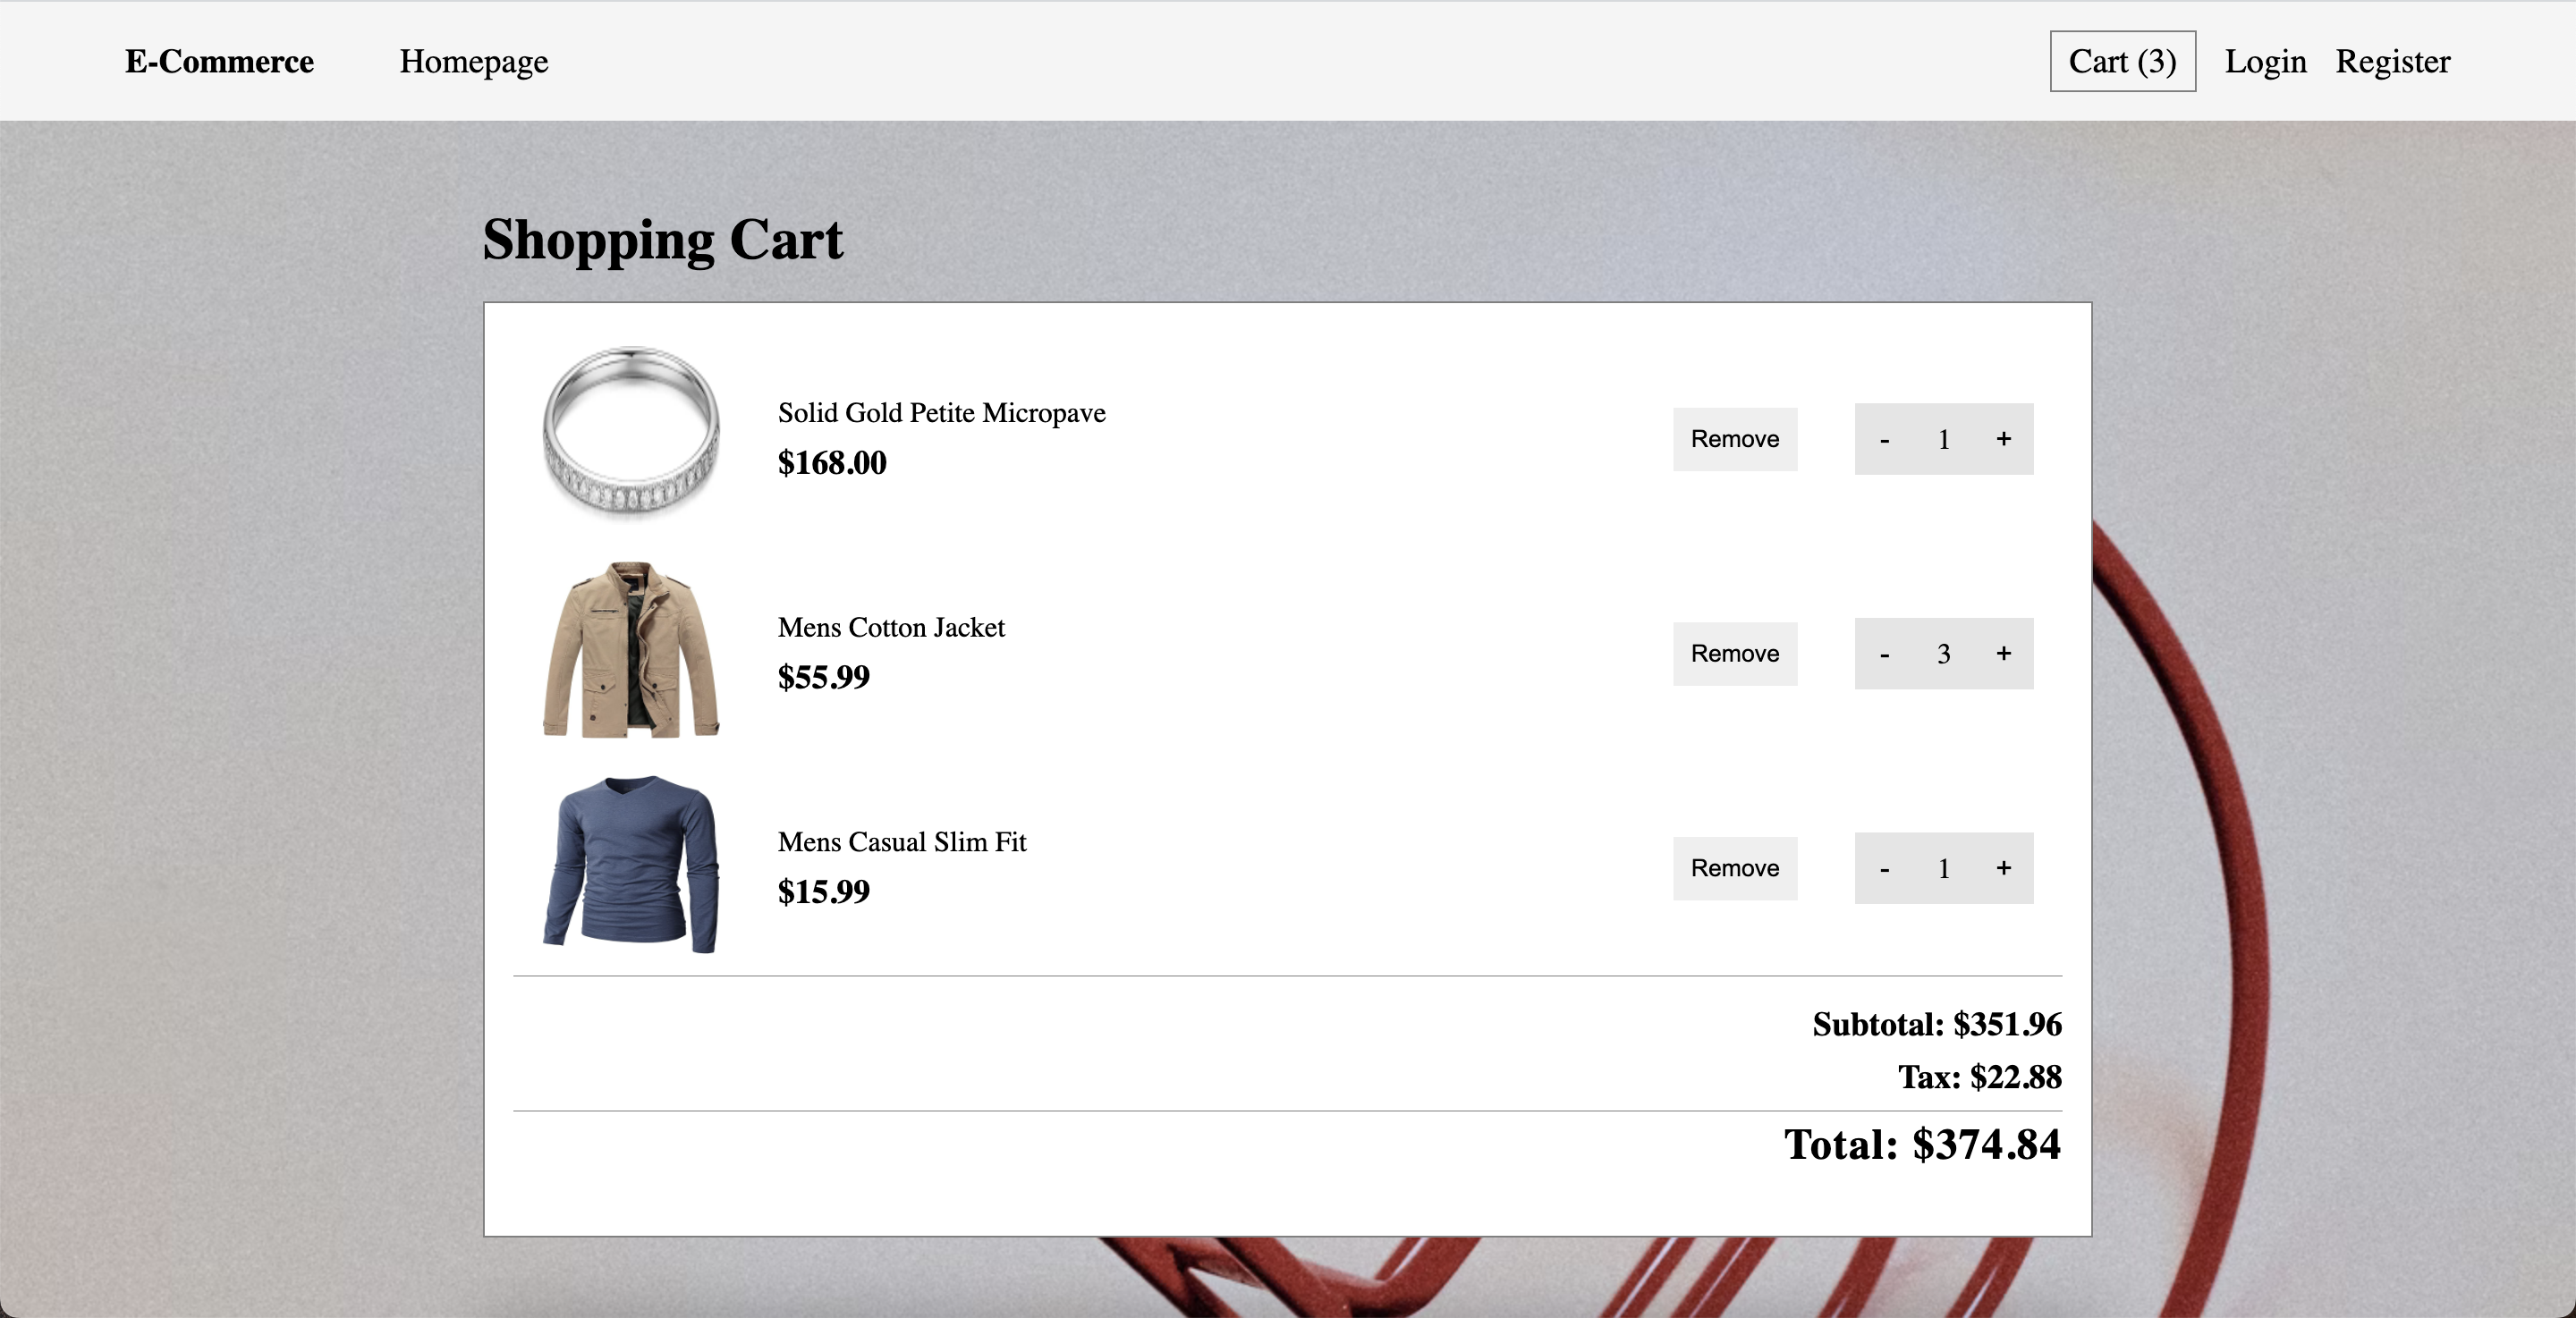 E-Commerce Homepage Cart (3) Login Register
Shopping Cart
Solid Gold Petite Micropave
$168.00
Remove - 1 +
Mens Cotton Jacket
$55.99
Remove - 3 +
Mens Casual Slim Fit
$15.99
Remove - 1 +
Subtotal: $351.96
Tax: $22.88
Total: $374.84